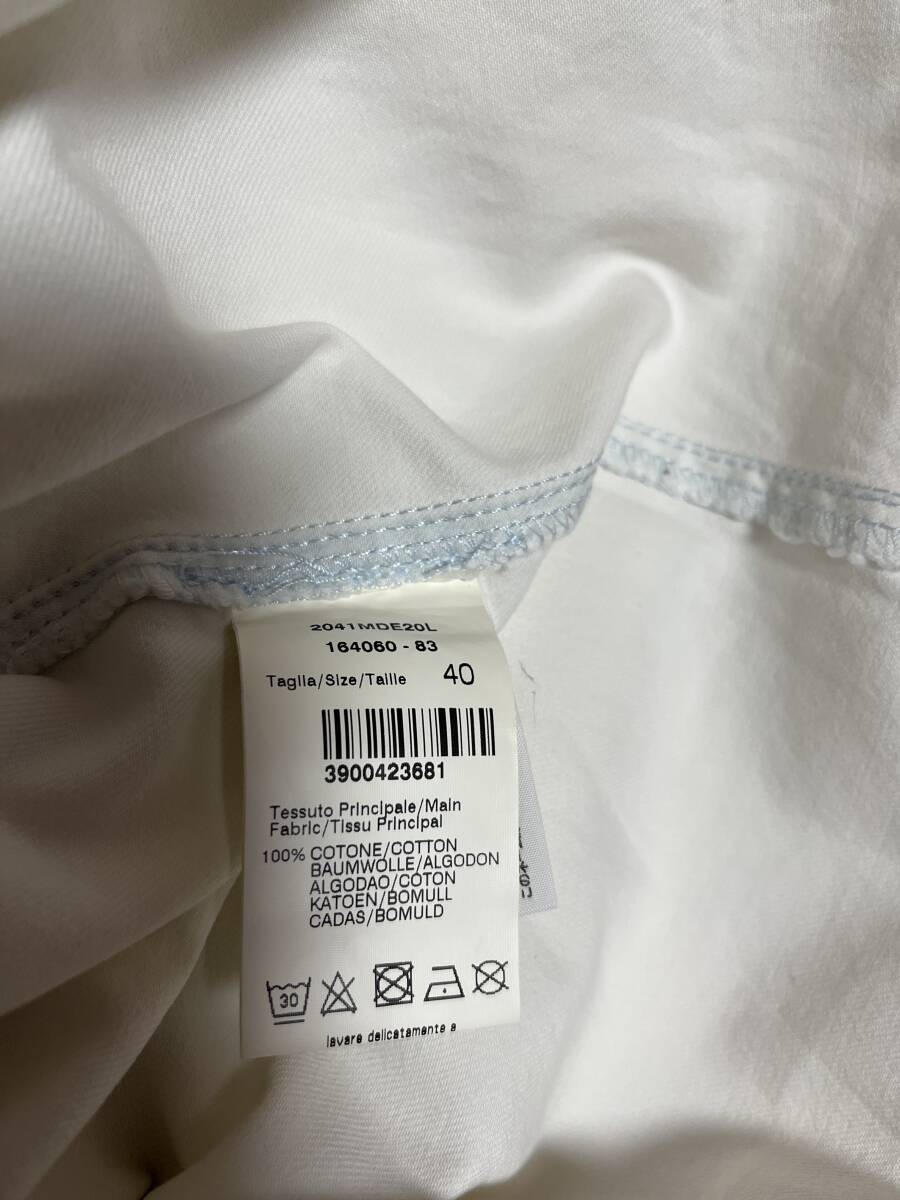 2041MDE20L
164060 - 83
Taglia/Size/Taille 40
3900423681
Tessuto Principale/Main
Fabric/Tissu Principal
100% COTONE/COTTON
BAUMWOLLE/ALGODON
ALGODAO/COTON
KATOEN/BOMULL
CADAS/BOMULD
30
lavare delicatamente a